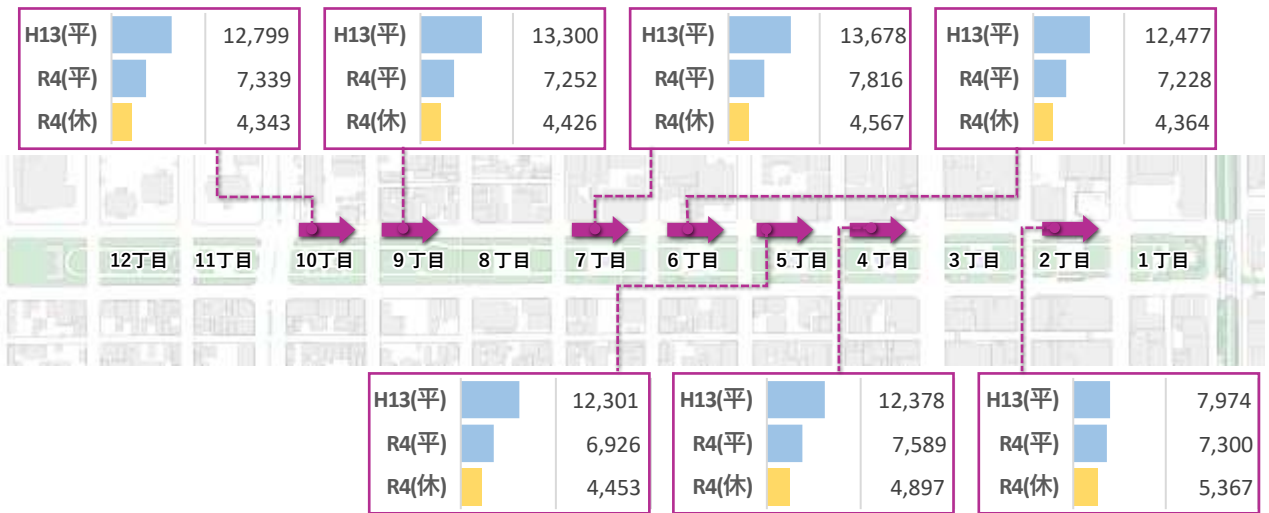 H13(平) 12,799
R4(平) 7,339
R4(休) 4,343
H13(平) 13,300
R4(平) 7,252
R4(休) 4,426
H13(平) 13,678
R4(平) 7,816
R4(休) 4,567
H13(平) 12,477
R4(平) 7,228
R4(休) 4,364
12丁目 11丁目 10丁目 9丁目 8丁目 7丁目 6丁目 5丁目 4丁目 3丁目 2丁目 1丁目
H13(平) 12,301
R4(平) 6,926
R4(休) 4,453
H13(平) 12,378
R4(平) 7,589
R4(休) 4,897
H13(平) 7,974
R4(平) 7,300
R4(休) 5,367